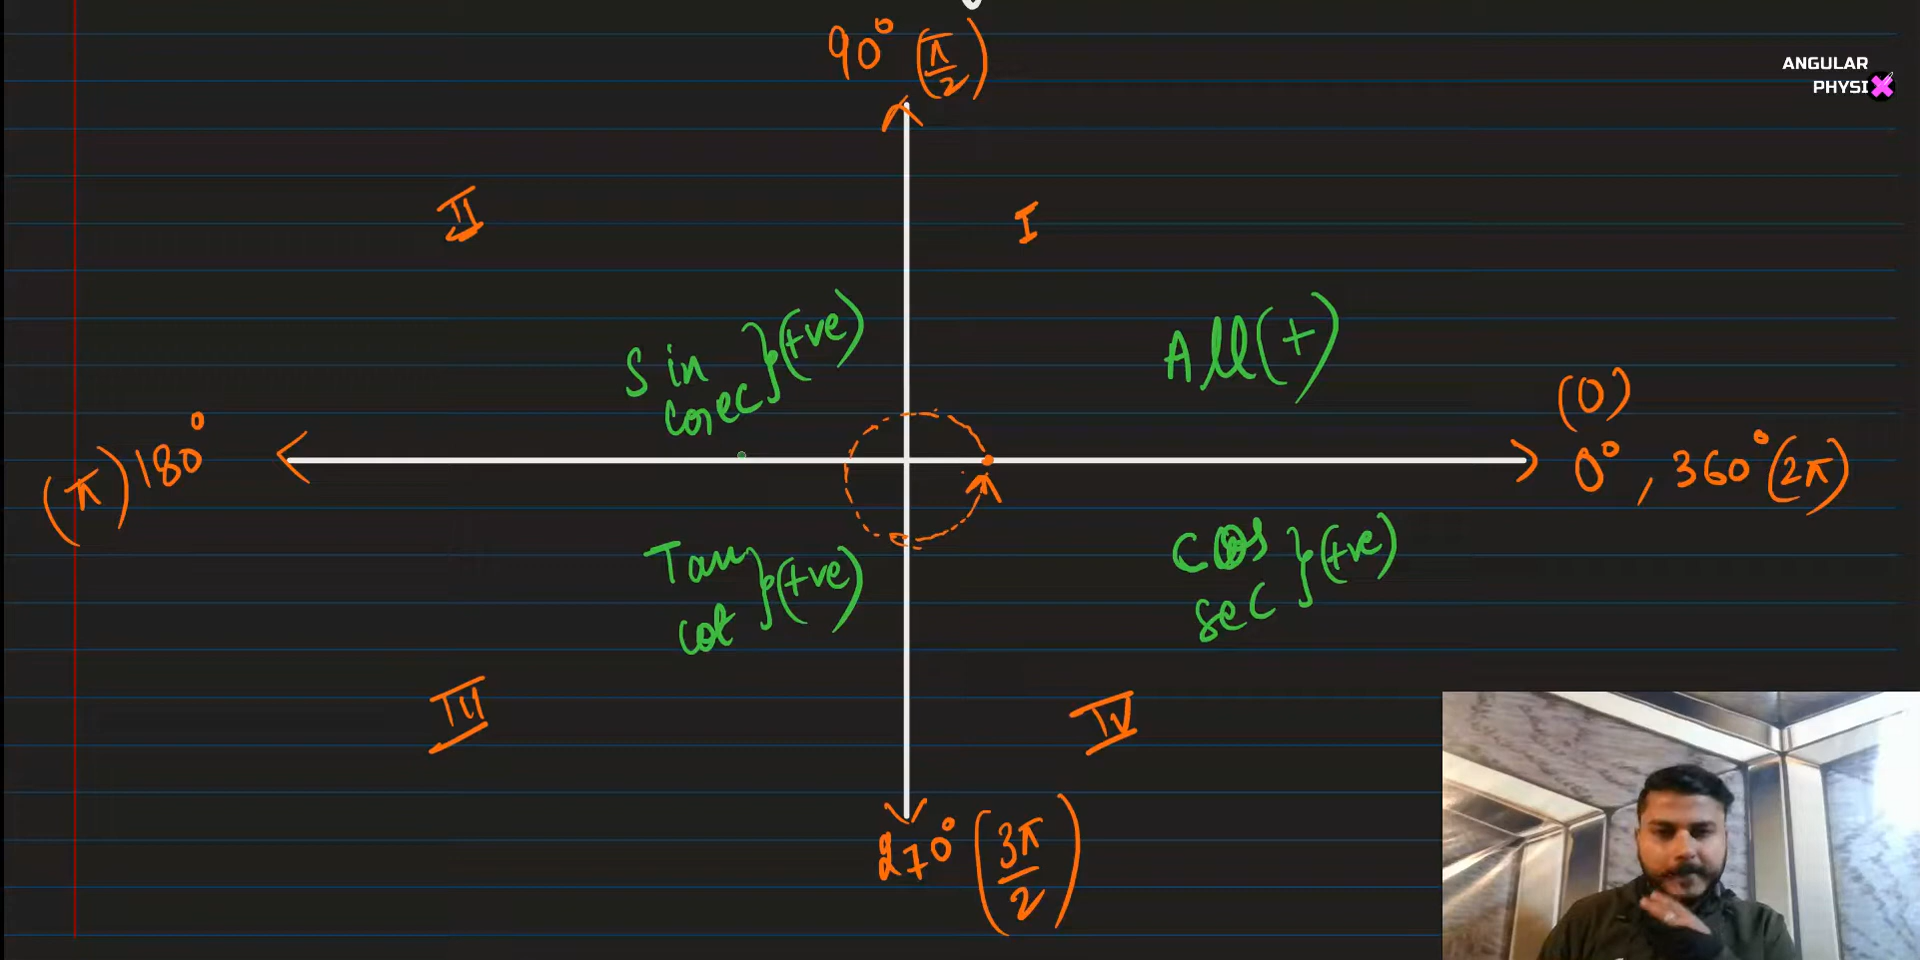 ANGULAR
PHYSI
90° (π/2)
II
I
Sin
Cosec } (+ve)
All (+)
(0)
(π) 180°
0°, 360° (2π)
Tan
cot } (+ve)
Cos
sec } (+ve)
III
IV
270° (3π/2)